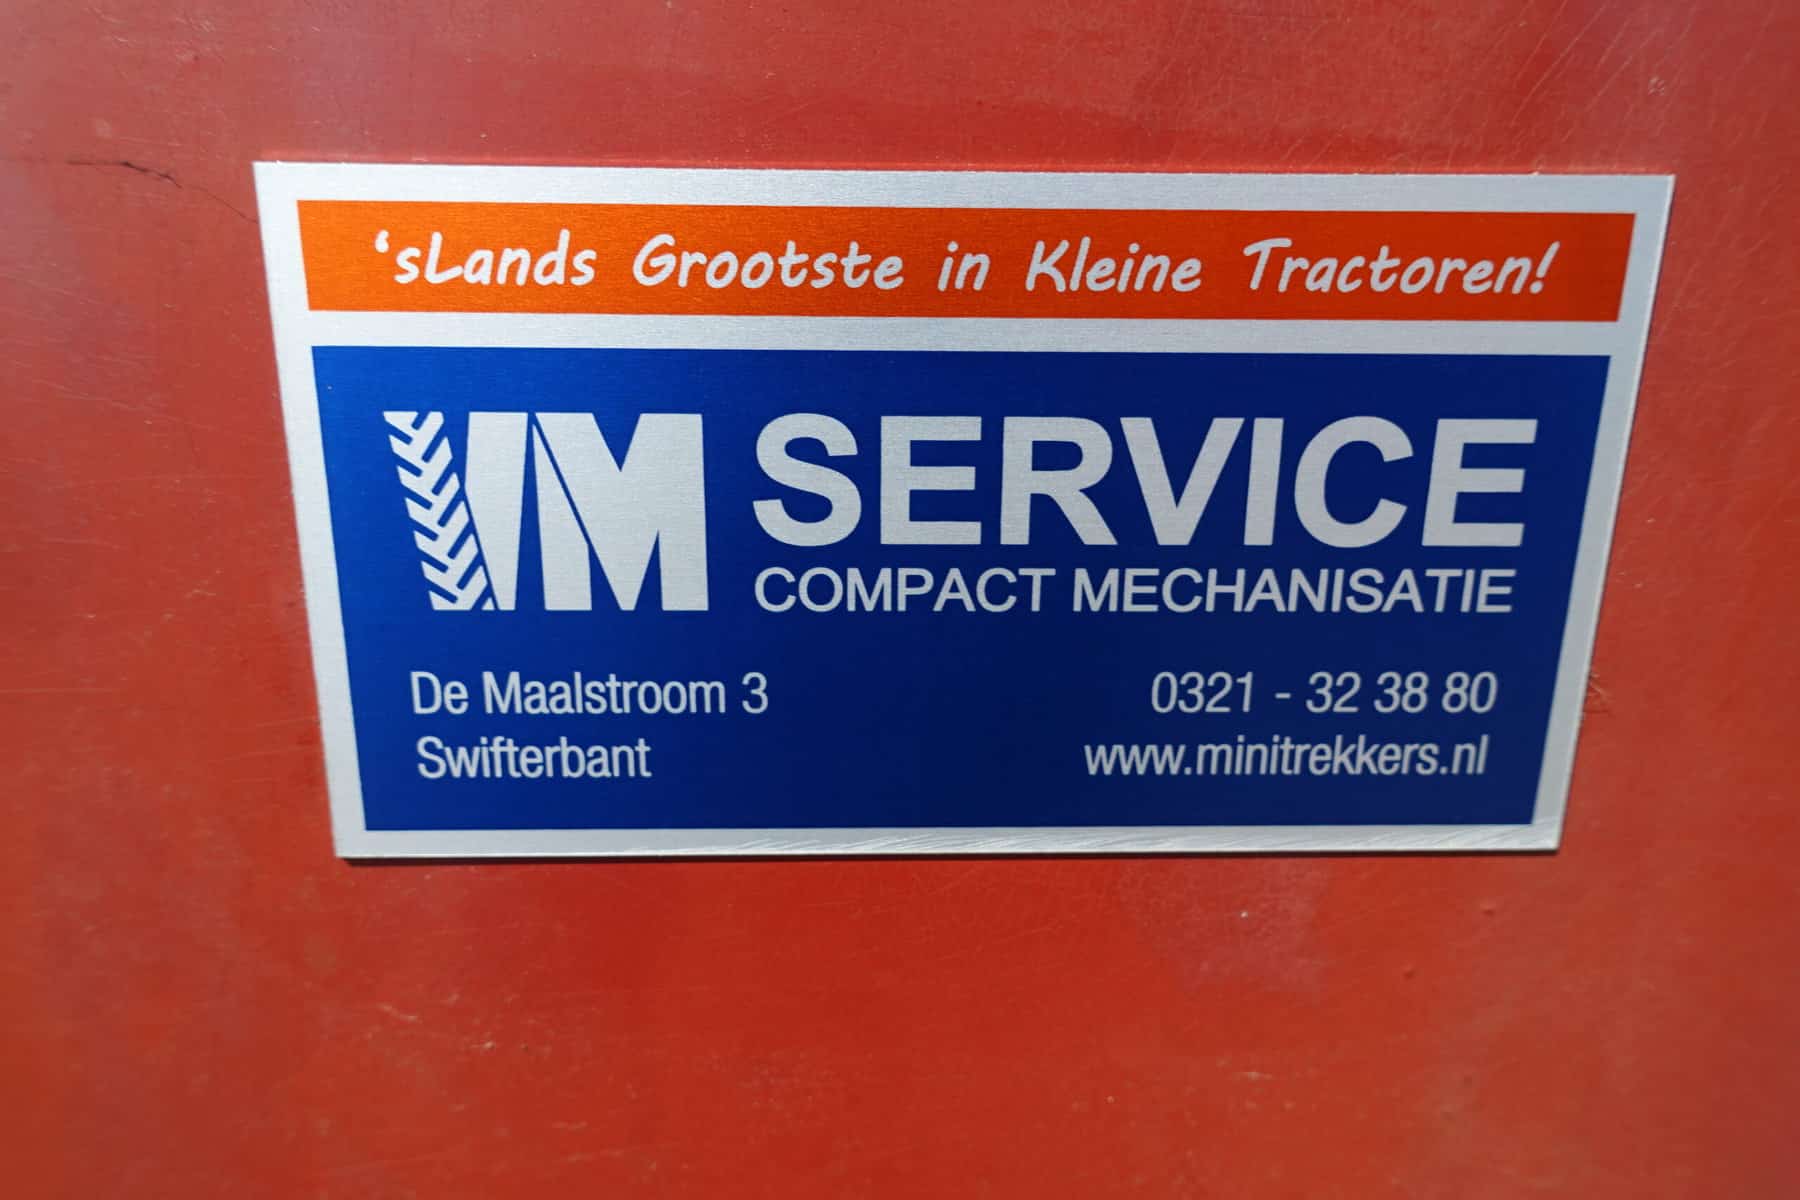 ‘sLands Grootste in Kleine Tractoren!
VM SERVICE
COMPACT MECHANISATIE
De Maalstroom 3
Swifterbant
0321 - 32 38 80
www.minitrekkers.nl